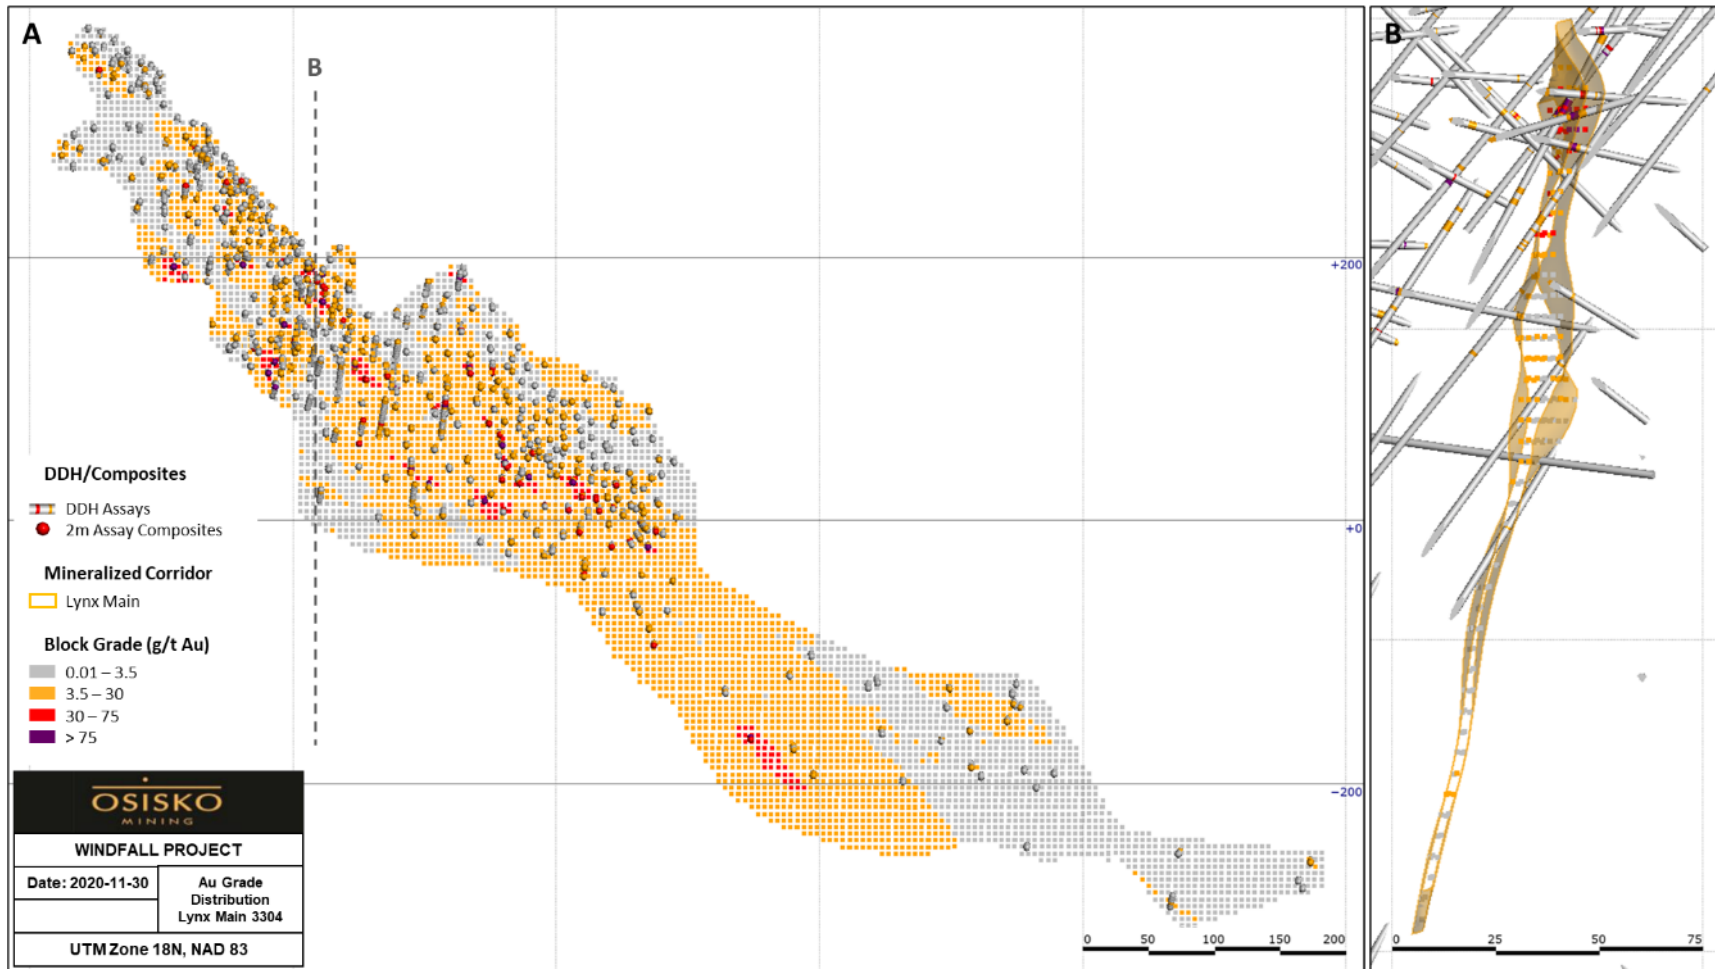 A
B
B
+200
+0
-200
DDH/Composites
DDH Assays
2m Assay Composites
Mineralized Corridor
Lynx Main
Block Grade (g/t Au)
0.01 – 3.5
3.5 – 30
30 – 75
> 75
OSISKO
MINING
WINDFALL PROJECT
Date: 2020-11-30
Au Grade
Distribution
Lynx Main 3304
UTM Zone 18N, NAD 83
0 50 100 150 200
0 25 50 75